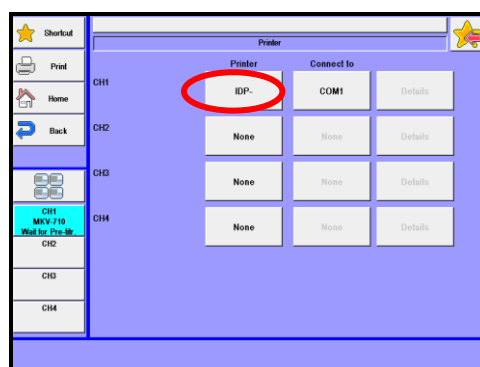 Shortcut
Printer
Print
Printer Connect to
CH1 IDP- COM1 Details
Home
Back
CH2 None None Details
CH3 None None Details
CH1
MKV-710
Wait for Pre-titr.
CH4 None None Details
CH2
CH3
CH4